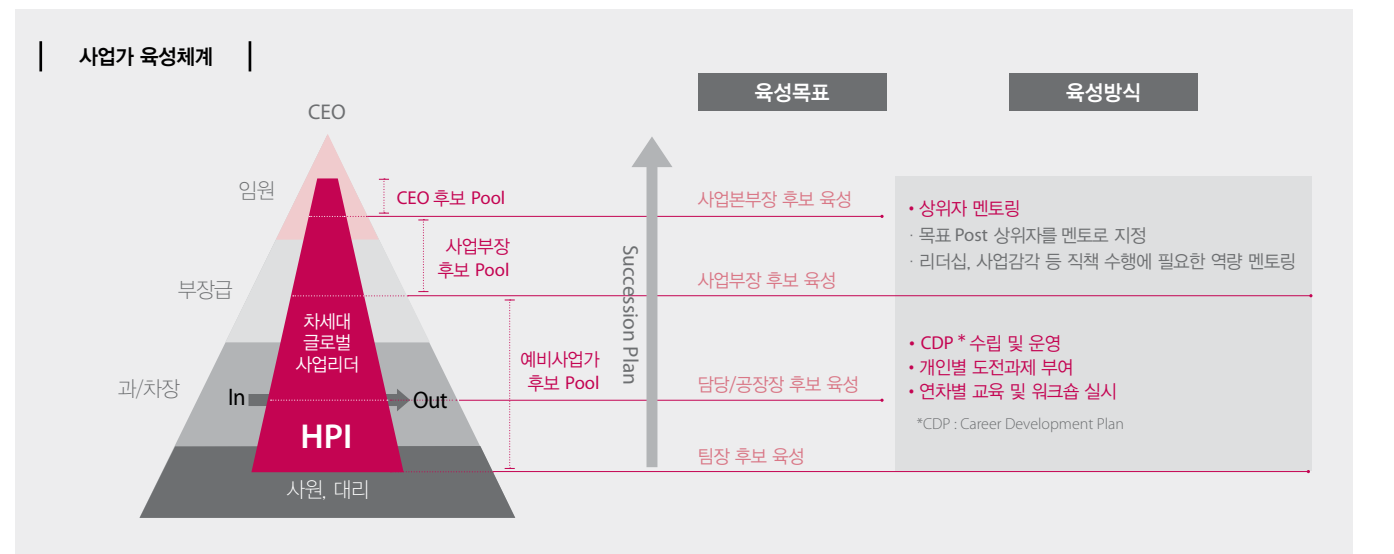 사업가 육성체계
육성목표
육성방식
CEO
임원
부장급
과/차장
사원, 대리
차세대
글로벌
사업리더
In
Out
HPI
CEO 후보 Pool
사업부장
후보 Pool
예비사업가
후보 Pool
Succession Plan
사업본부장 후보 육성
사업부장 후보 육성
담당/공장장 후보 육성
팀장 후보 육성
• 상위자 멘토링
· 목표 Post 상위자를 멘토로 지정
· 리더십, 사업감각 등 직책 수행에 필요한 역량 멘토링
• CDP * 수립 및 운영
• 개인별 도전과제 부여
• 연차별 교육 및 워크숍 실시
*CDP : Career Development Plan